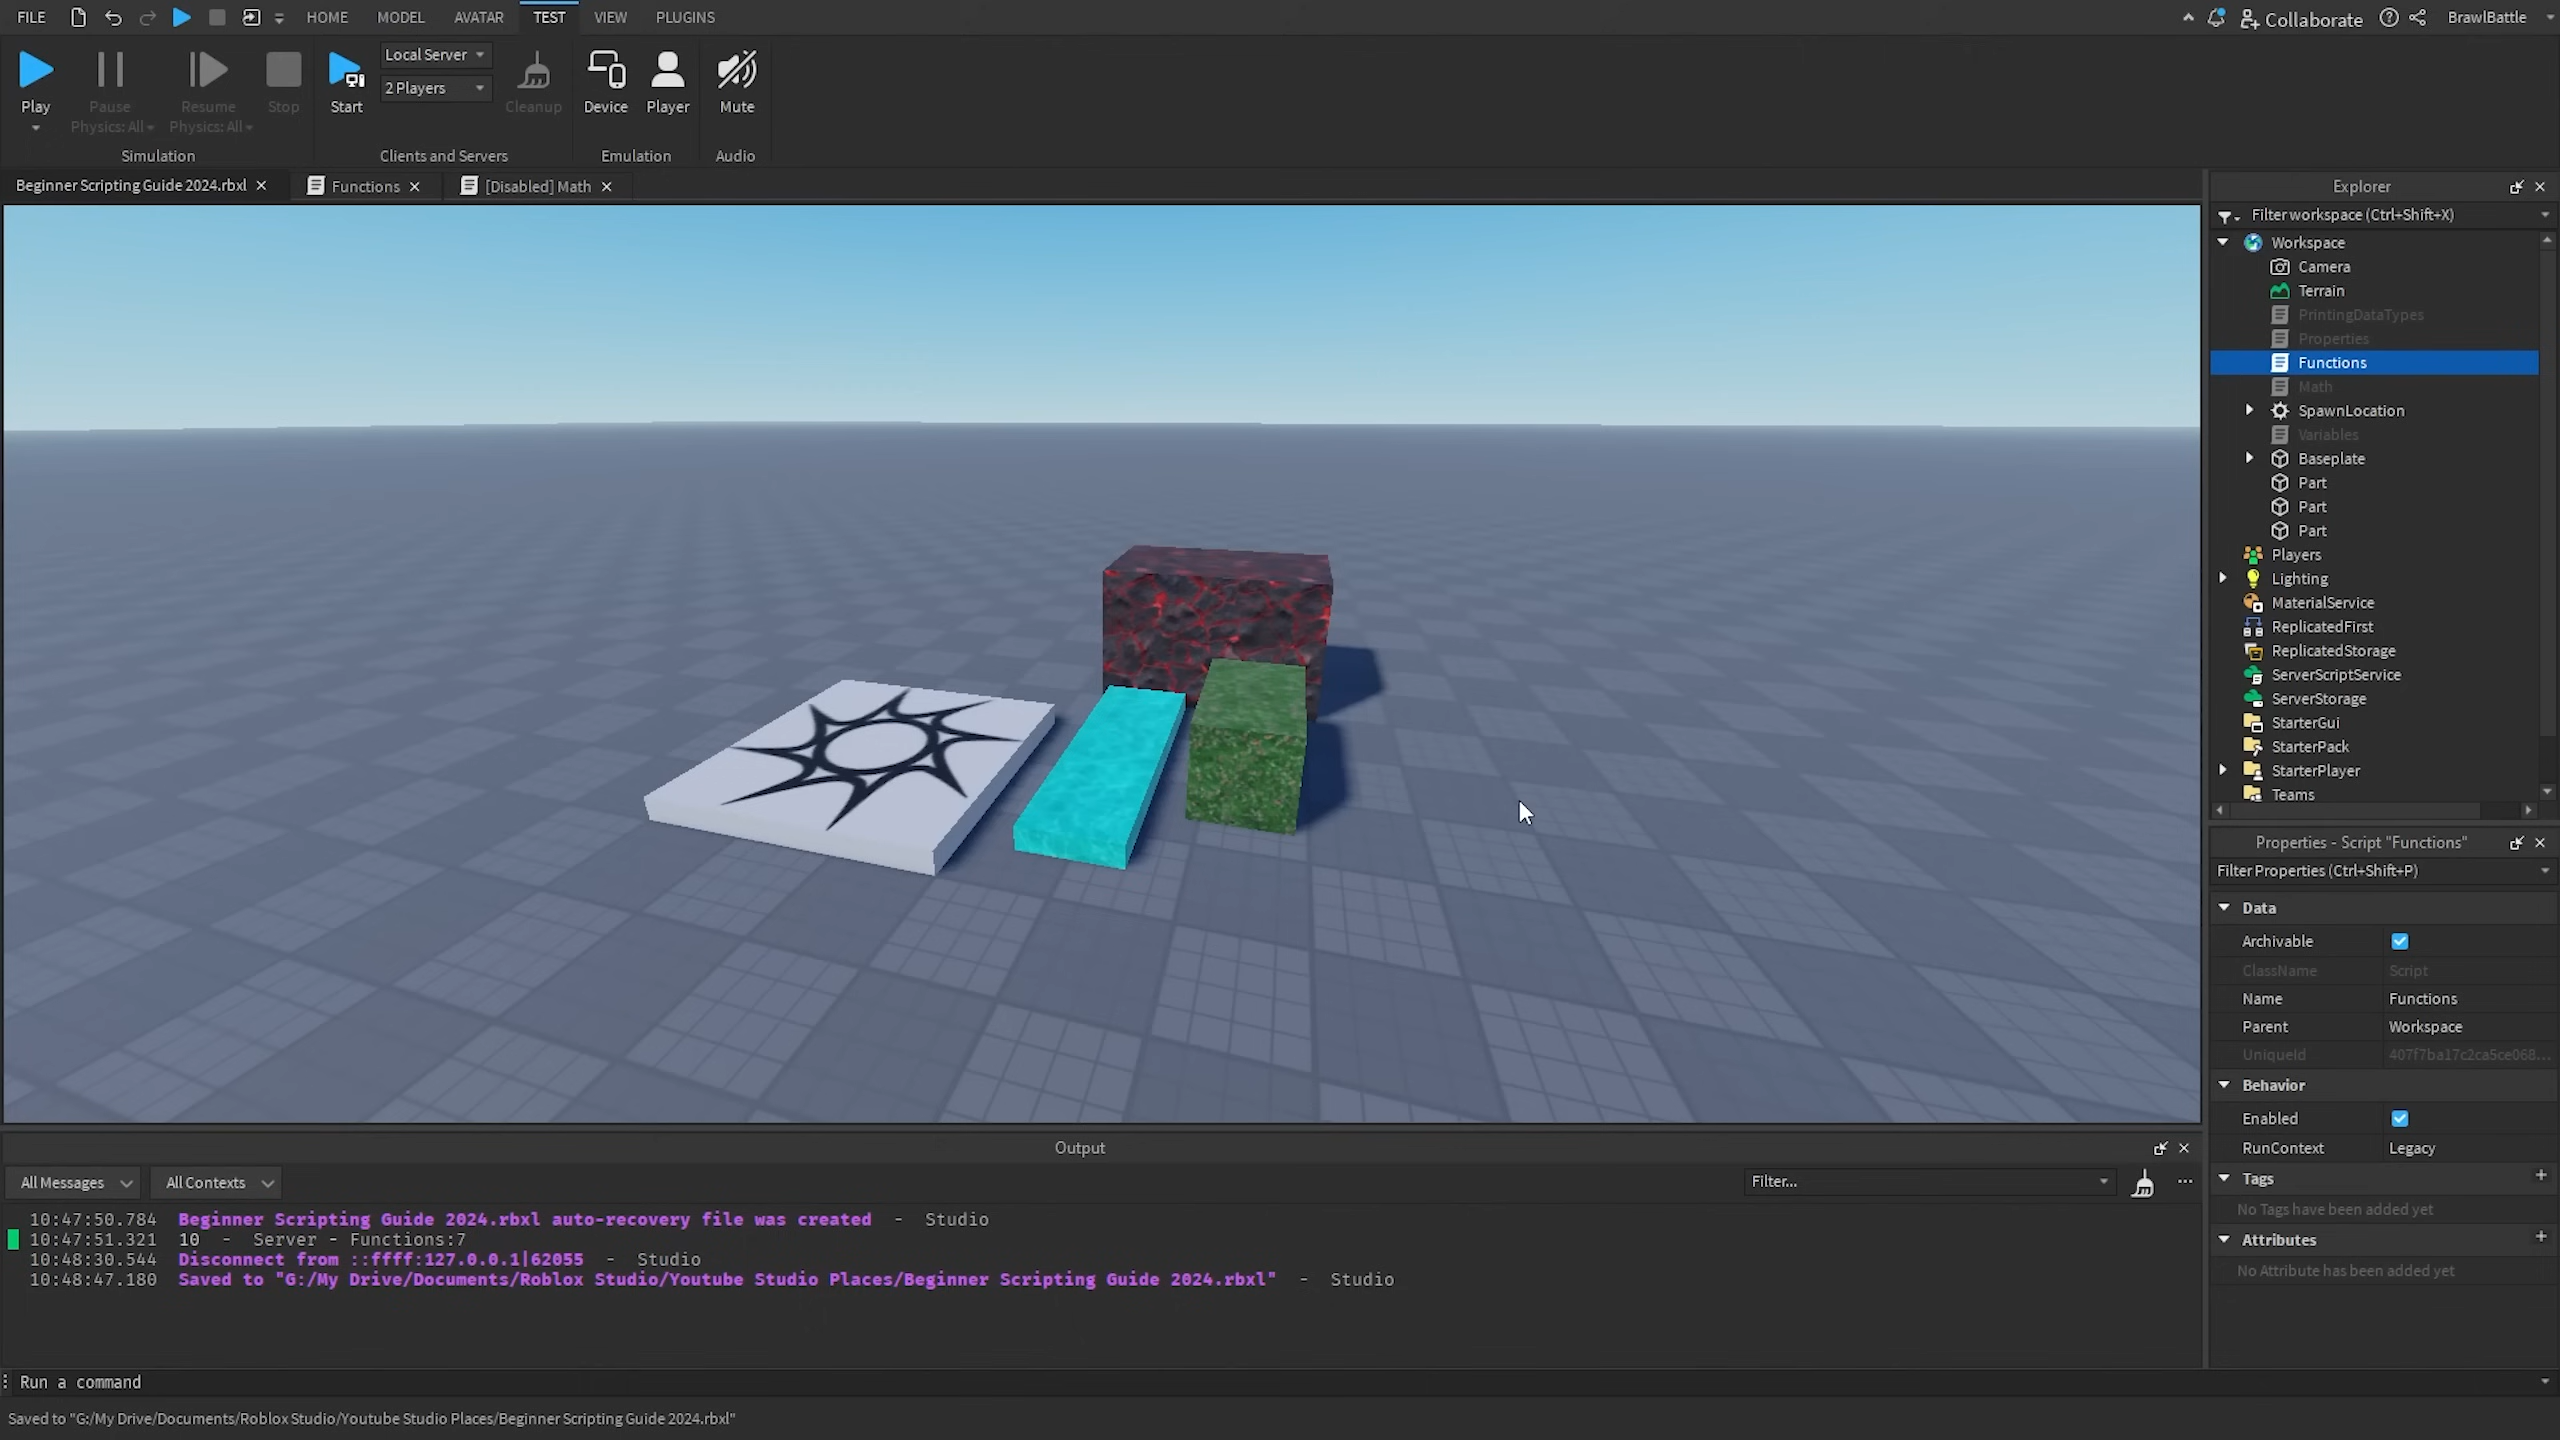 FILE HOME MODEL AVATAR TEST VIEW PLUGINS Collaborate BrawlBattle
Play
Pause
Physics: All
Resume
Physics: All
Stop
Simulation
Start
Local Server
2 Players
Cleanup
Clients and Servers
Device
Player
Emulation
Mute
Audio
Beginner Scripting Guide 2024.rbxl
Functions
[Disabled] Math
Explorer
Filter workspace (Ctrl+Shift+X)
Workspace
Camera
Terrain
PrintingDataTypes
Properties
Functions
Math
SpawnLocation
Variables
Baseplate
Part
Part
Part
Players
Lighting
MaterialService
ReplicatedFirst
ReplicatedStorage
ServerScriptService
ServerStorage
StarterGui
StarterPack
StarterPlayer
Teams
Properties - Script "Functions"
Filter Properties (Ctrl+Shift+P)
Data
Archivable
ClassName Script
Name Functions
Parent Workspace
UniqueId 407f7ba17c2ca5ce068...
Behavior
Enabled
RunContext Legacy
Tags
No Tags have been added yet
Attributes
No Attribute has been added yet
Output
All Messages All Contexts Filter...
10:47:50.784 Beginner Scripting Guide 2024.rbxl auto-recovery file was created - Studio
10:47:51.321 10 - Server - Functions:7
10:48:30.544 Disconnect from ::ffff:127.0.0.1|62055 - Studio
10:48:47.180 Saved to "G:/My Drive/Documents/Roblox Studio/Youtube Studio Places/Beginner Scripting Guide 2024.rbxl" - Studio
Run a command
Saved to "G:/My Drive/Documents/Roblox Studio/Youtube Studio Places/Beginner Scripting Guide 2024.rbxl"